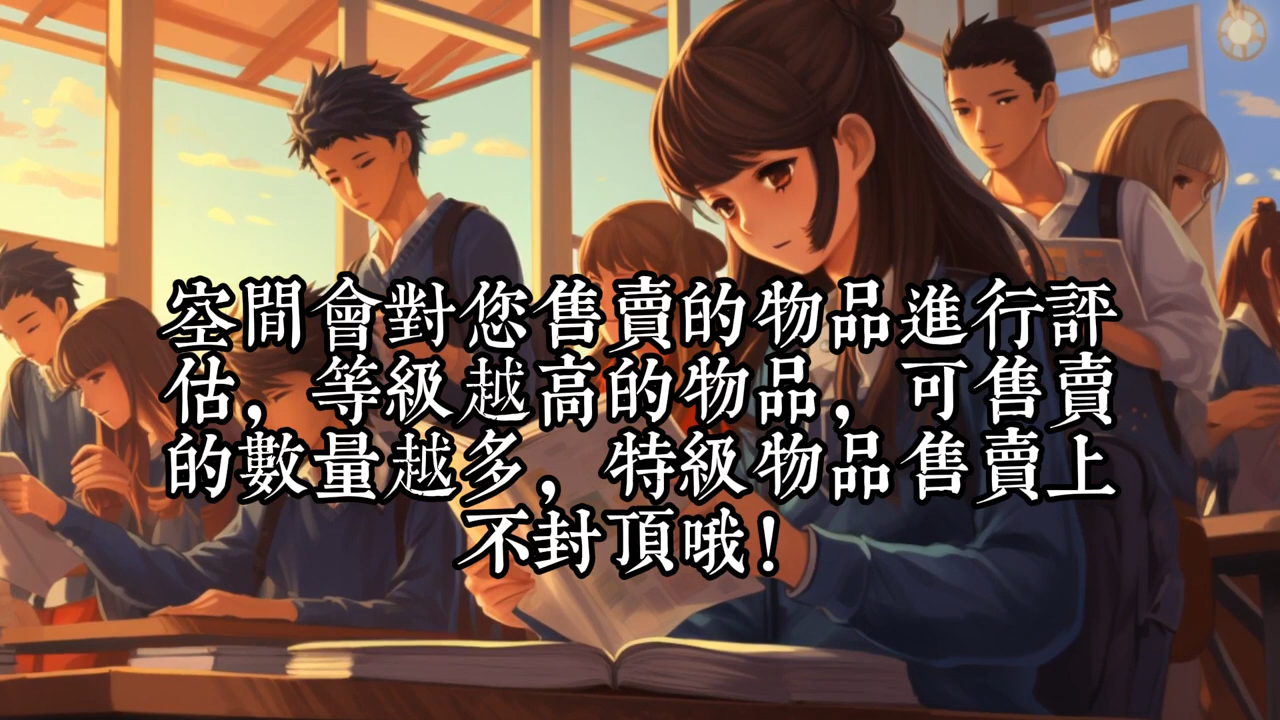 空間會對您售賣的物品進行評
估，等級越高的物品，可售賣
的數量越多，特級物品售賣上
不封頂哦！